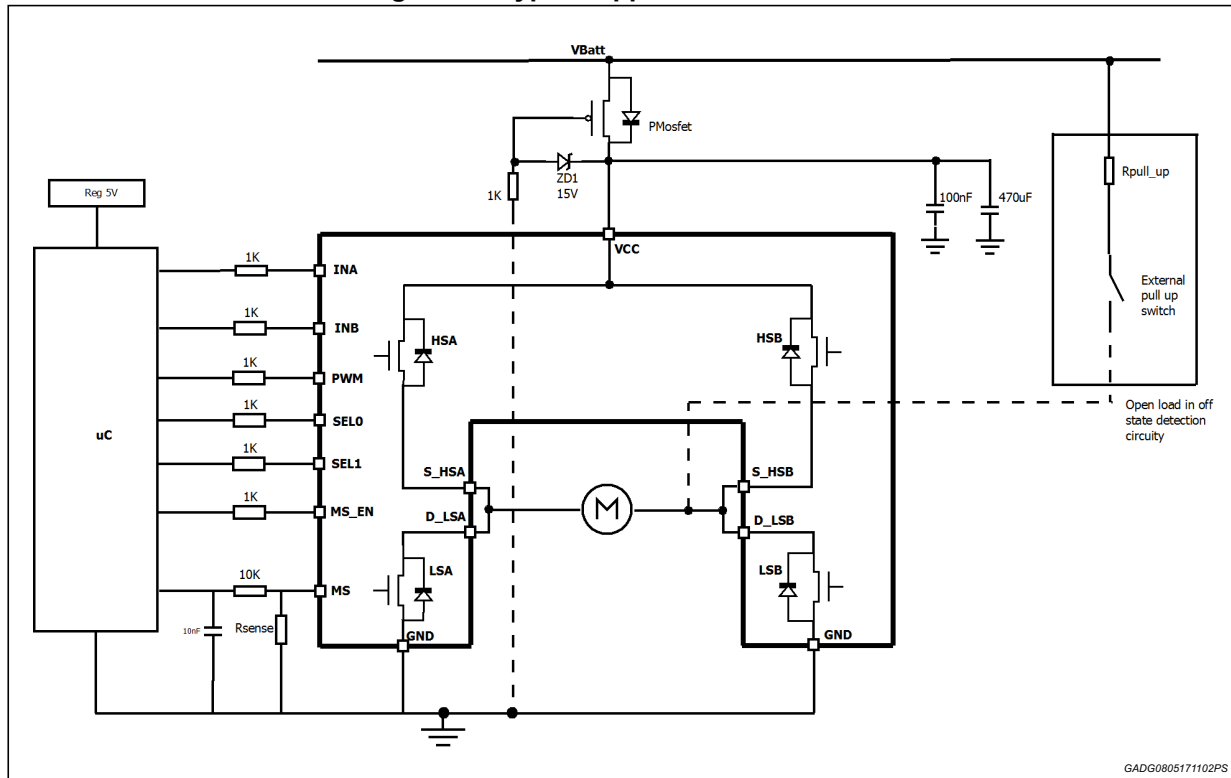 VBatt
PMosfet
ZD1
15V
1K
100nF
470uF
Rpull_up
External
pull up
switch
Open load in off
state detection
circuity
Reg 5V
uC
VCC
1K
INA
1K
INB
1K
PWM
1K
SEL0
1K
SEL1
1K
MS_EN
10K
MS
10nF
Rsense
HSA
HSB
S_HSA
S_HSB
D_LSA
D_LSB
M
LSA
LSB
GND
GND
GADG0805171102PS